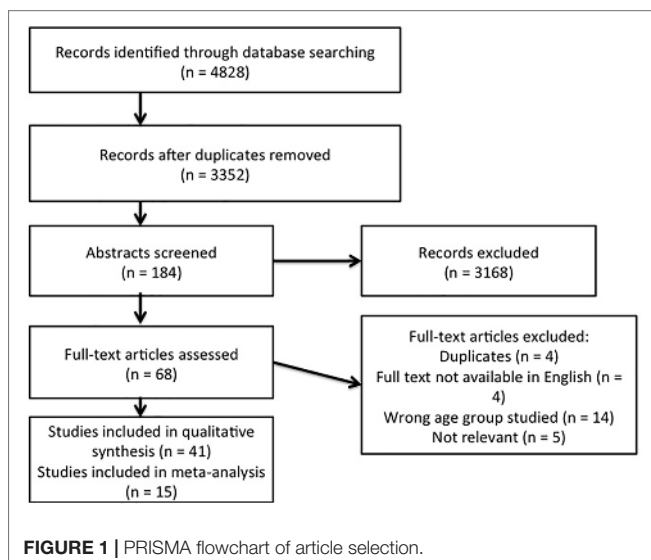 Records identified through database searching
(n = 4828)
Records after duplicates removed
(n = 3352)
Abstracts screened
(n = 184)
Records excluded
(n = 3168)
Full-text articles assessed
(n = 68)
Full-text articles excluded:
Duplicates (n = 4)
Full text not available in English (n =
4)
Wrong age group studied (n = 14)
Not relevant (n = 5)
Studies included in qualitative
synthesis (n = 41)
Studies included in meta-analysis
(n = 15)
FIGURE 1 | PRISMA flowchart of article selection.